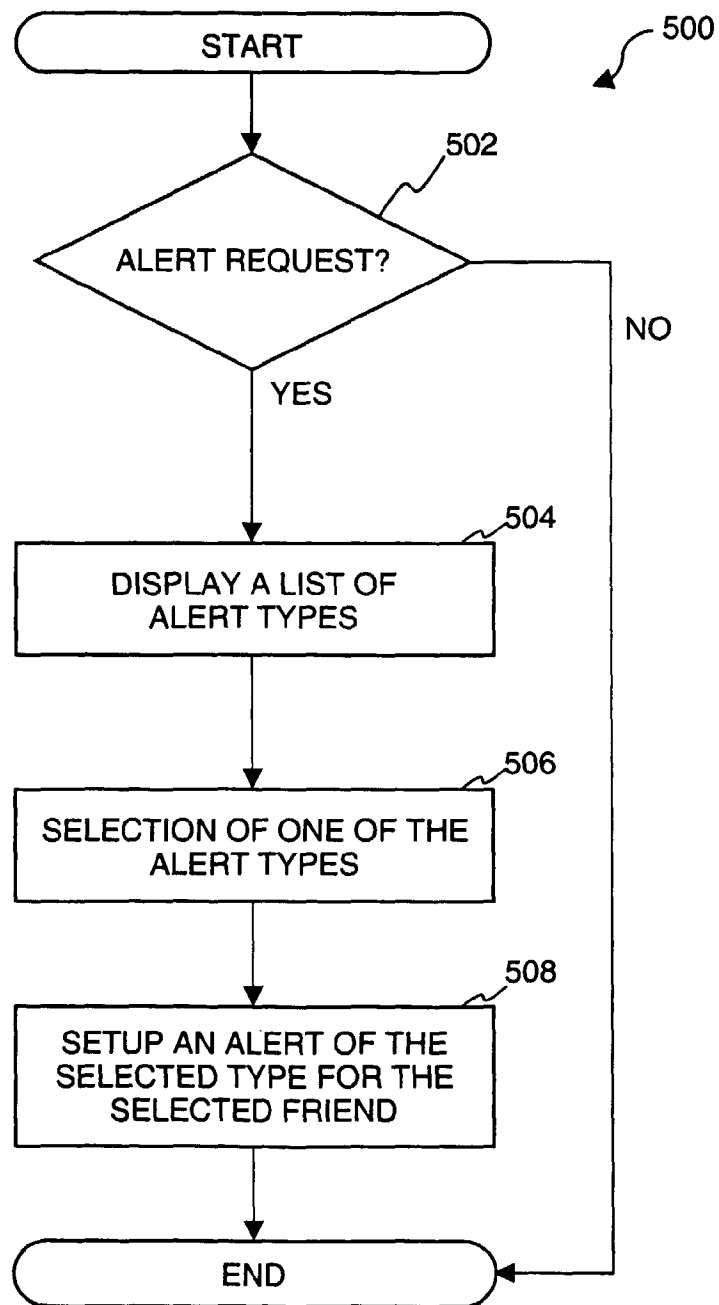 START
500
502
ALERT REQUEST?
NO
YES
504
DISPLAY A LIST OF
ALERT TYPES
506
SELECTION OF ONE OF THE
ALERT TYPES
508
SETUP AN ALERT OF THE
SELECTED TYPE FOR THE
SELECTED FRIEND
END